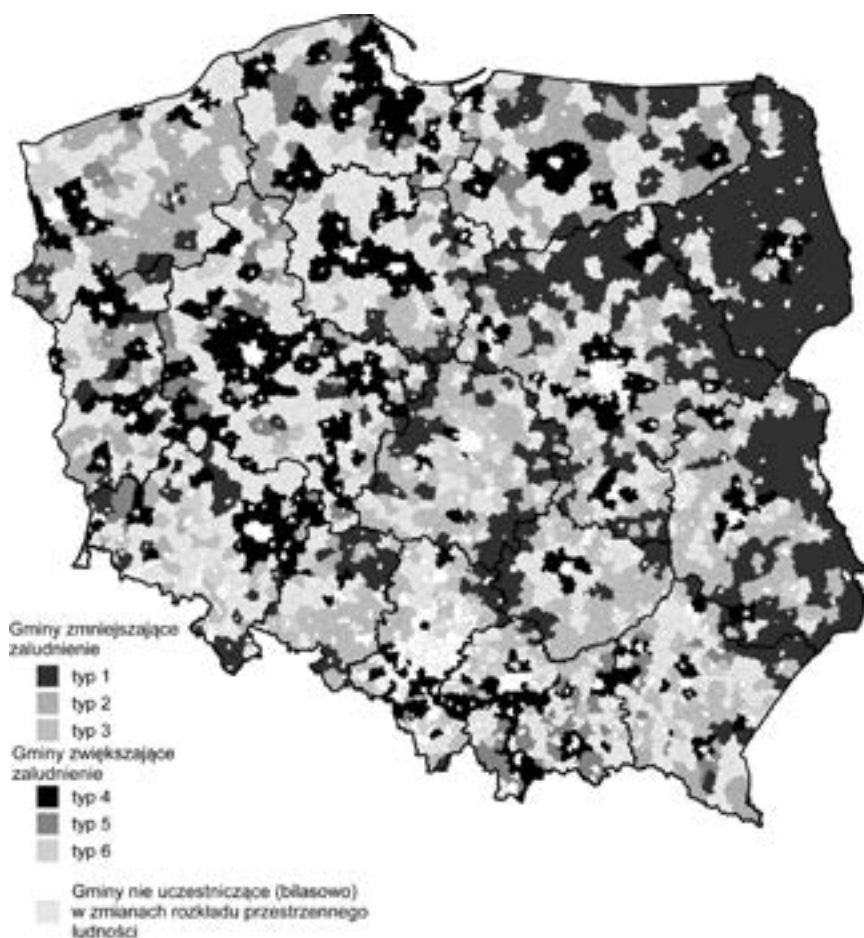 Gminy zmniejszające
zaludnienie
typ 1
typ 2
typ 3
Gminy zwiększające
zaludnienie
typ 4
typ 5
typ 6
Gminy nie uczestniczące (bilasowo)
w zmianach rozkładu przestrzennego
ludności